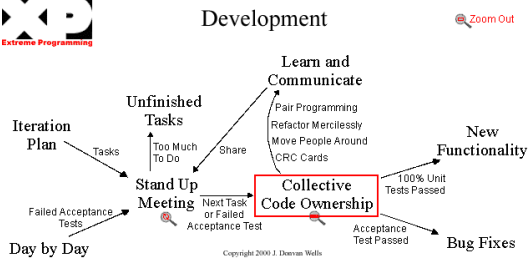 XP
Extreme Programming
Development
Zoom Out
Learn and
Communicate
Unfinished
Tasks
Pair Programming
Refactor Mercilessly
Move People Around
CRC Cards
Iteration
Plan
Tasks
Too Much
To Do
Share
New
Functionality
Stand Up
Meeting
Next Task
or Failed
Acceptance Test
Collective
Code Ownership
100% Unit
Tests Passed
Failed Acceptance
Tests
Day by Day
Acceptance
Test Passed
Bug Fixes
Copyright 2000 J. Donvan Wells